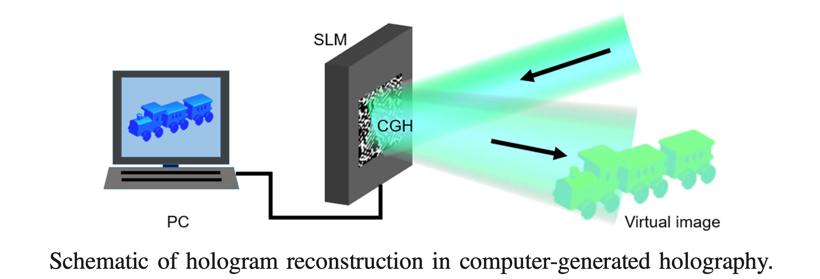 SLM
CGH
PC
Virtual image
Schematic of hologram reconstruction in computer-generated holography.